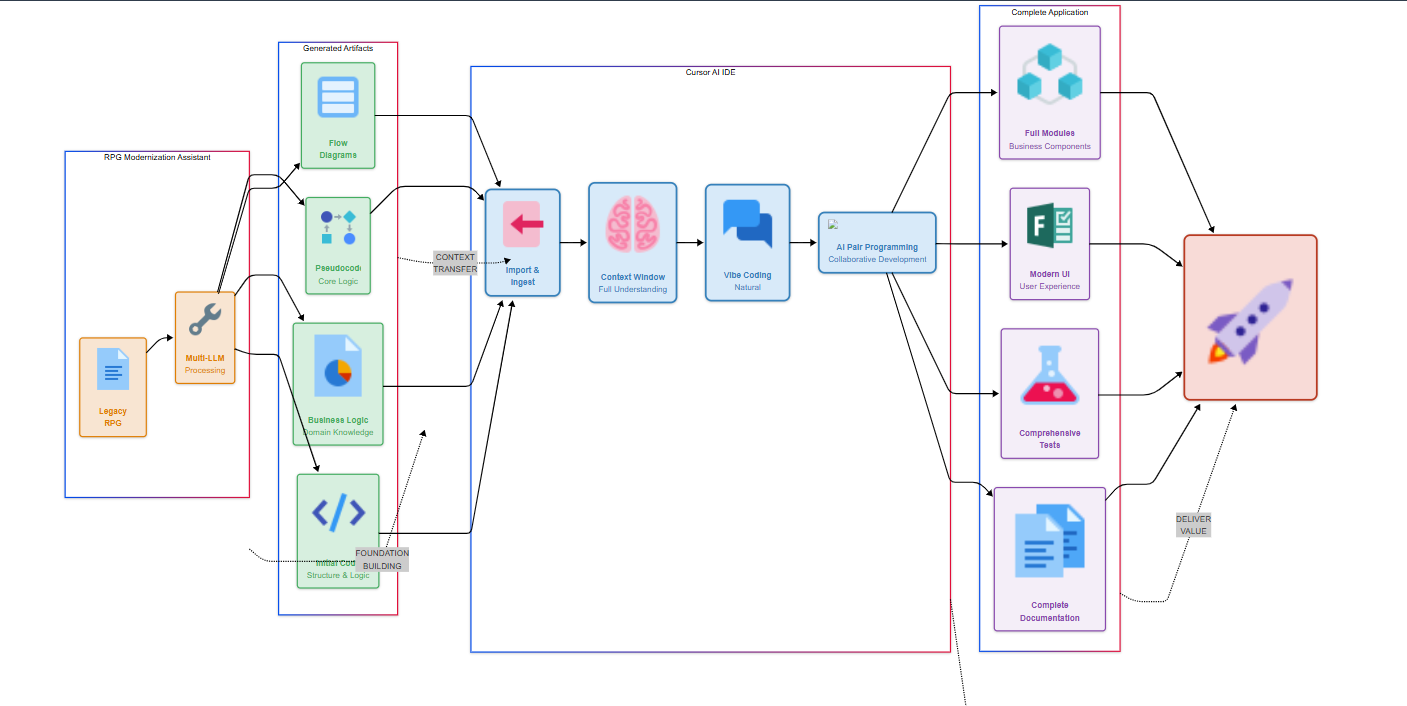 Complete Application
Generated Artifacts
Cursor AI IDE
RPG Modernization Assistant
Legacy
RPG
Multi-LLM
Processing
Flow
Diagrams
Pseudocode
Core Logic
Business Logic
Domain Knowledge
Initial Code
Structure & Logic
FOUNDATION
BUILDING
CONTEXT
TRANSFER
Import &
Ingest
Context Window
Full Understanding
Vibe Coding
Natural
AI Pair Programming
Collaborative Development
Full Modules
Business Components
Modern UI
User Experience
Comprehensive
Tests
Complete
Documentation
DELIVER
VALUE